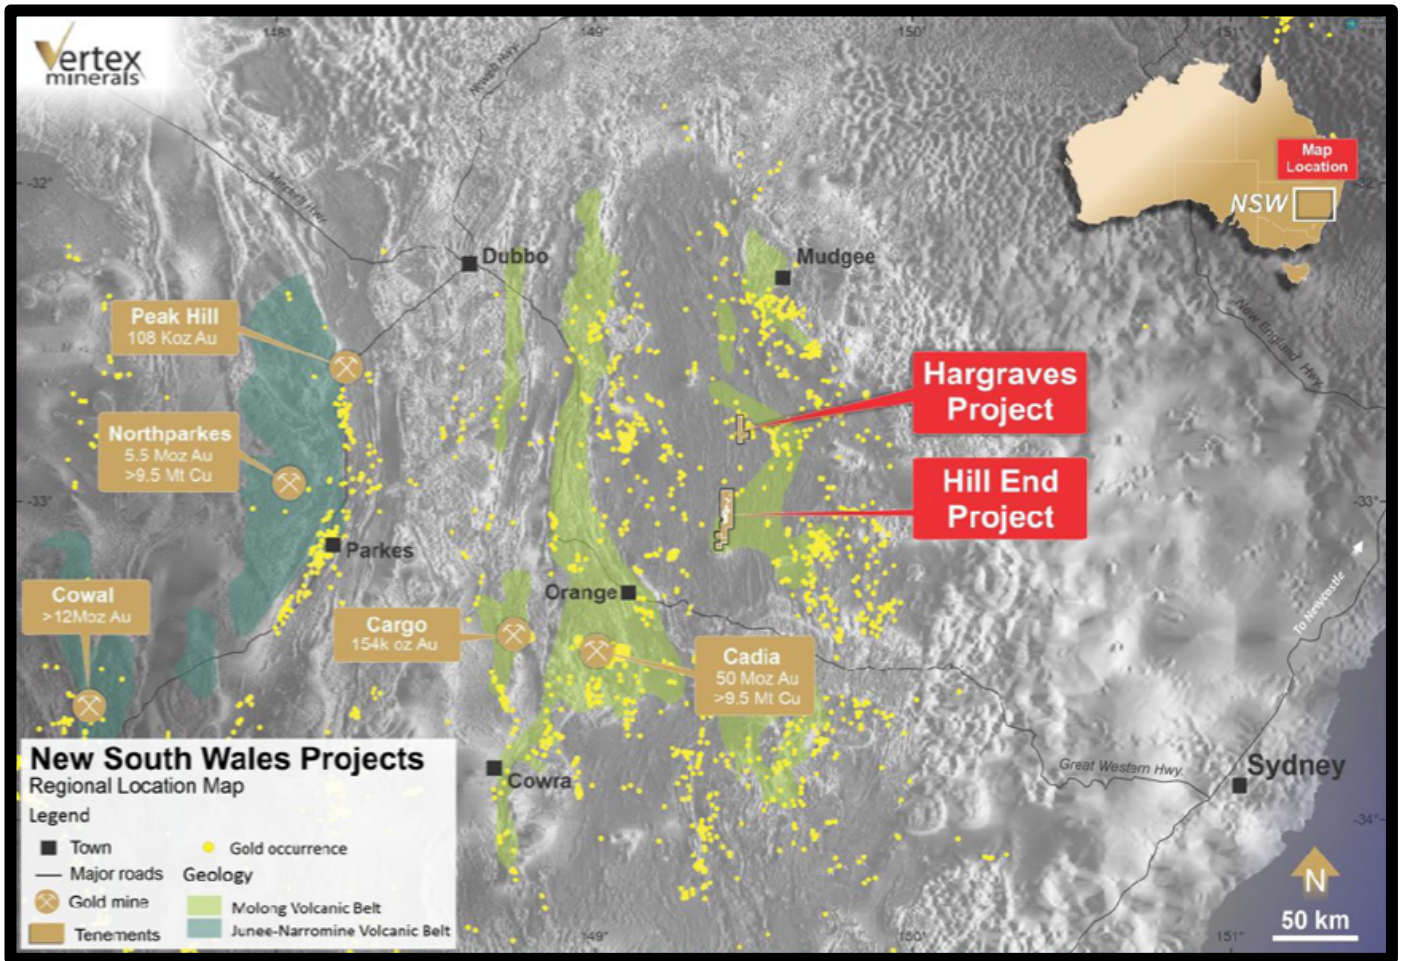 Vertex
minerals
148°
149°
150°
151°
Newell Hwy.
Mitchell Hwy.
-32°
Map
Location
NSW
Dubbo
Mudgee
Peak Hill
108 Koz Au
New England Hwy.
Hargraves
Project
Northparkes
5.5 Moz Au
>9.5 Mt Cu
Hill End
Project
-33°
-33°
Parkes
Cowal
>12Moz Au
Orange
To Newcastle
Cargo
154k oz Au
Cadia
50 Moz Au
>9.5 Mt Cu
New South Wales Projects
Regional Location Map
Legend
Town
Gold occurrence
Major roads
Geology
Gold mine
Molong Volcanic Belt
Tenements
Junee-Narromine Volcanic Belt
Cowra
Great Western Hwy.
Sydney
-34°
N
50 km
149°
150°
151°